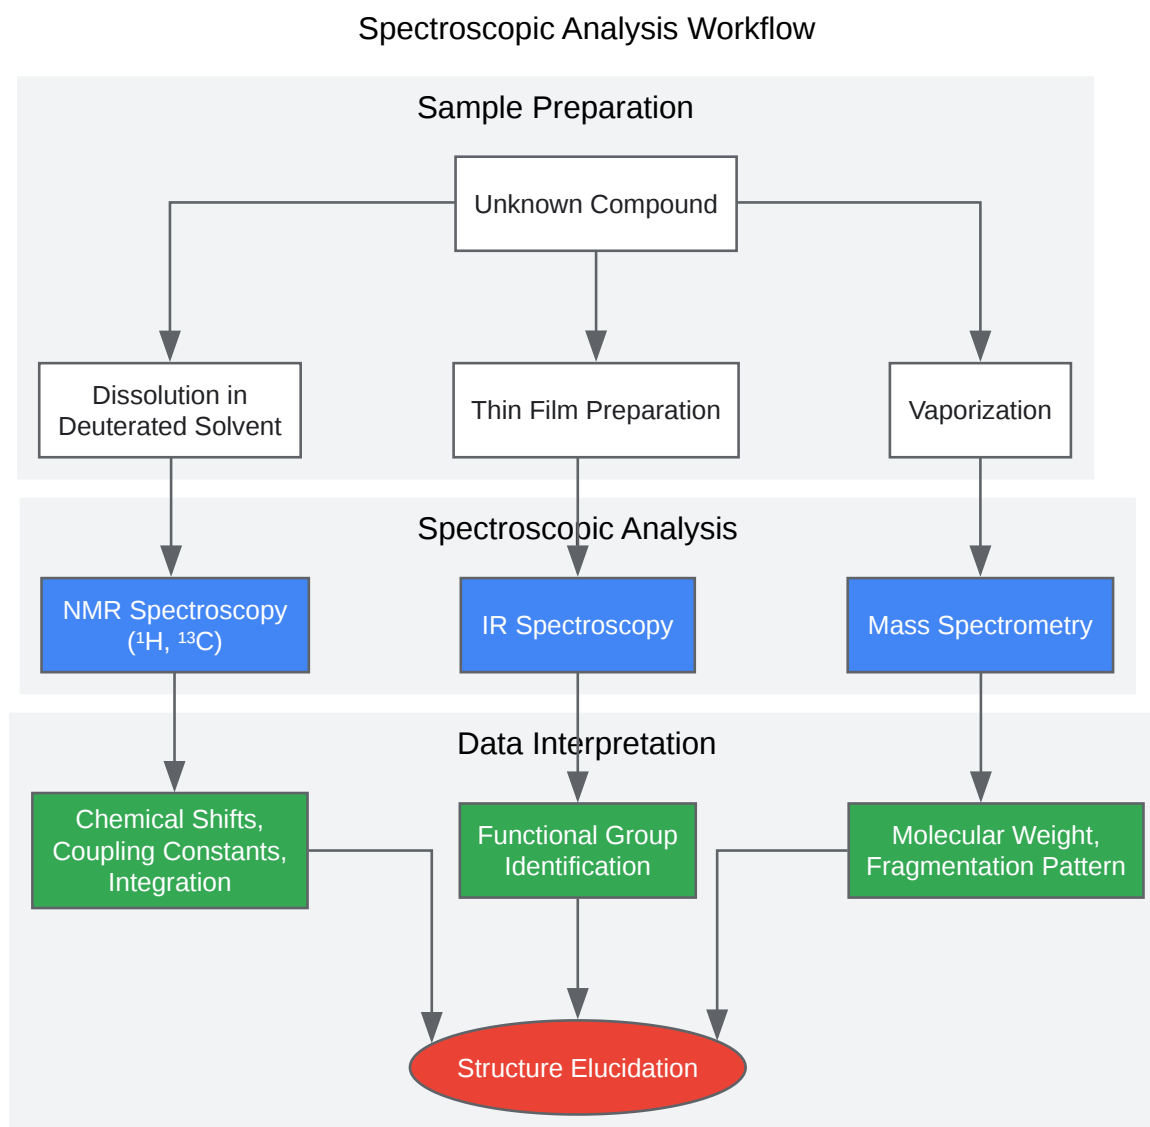 Spectroscopic Analysis Workflow
Sample Preparation
Unknown Compound
Dissolution in
Deuterated Solvent
Thin Film Preparation
Vaporization
Spectroscopic Analysis
NMR Spectroscopy
(¹H, ¹³C)
IR Spectroscopy
Mass Spectrometry
Data Interpretation
Chemical Shifts,
Coupling Constants,
Integration
Functional Group
Identification
Molecular Weight,
Fragmentation Pattern
Structure Elucidation